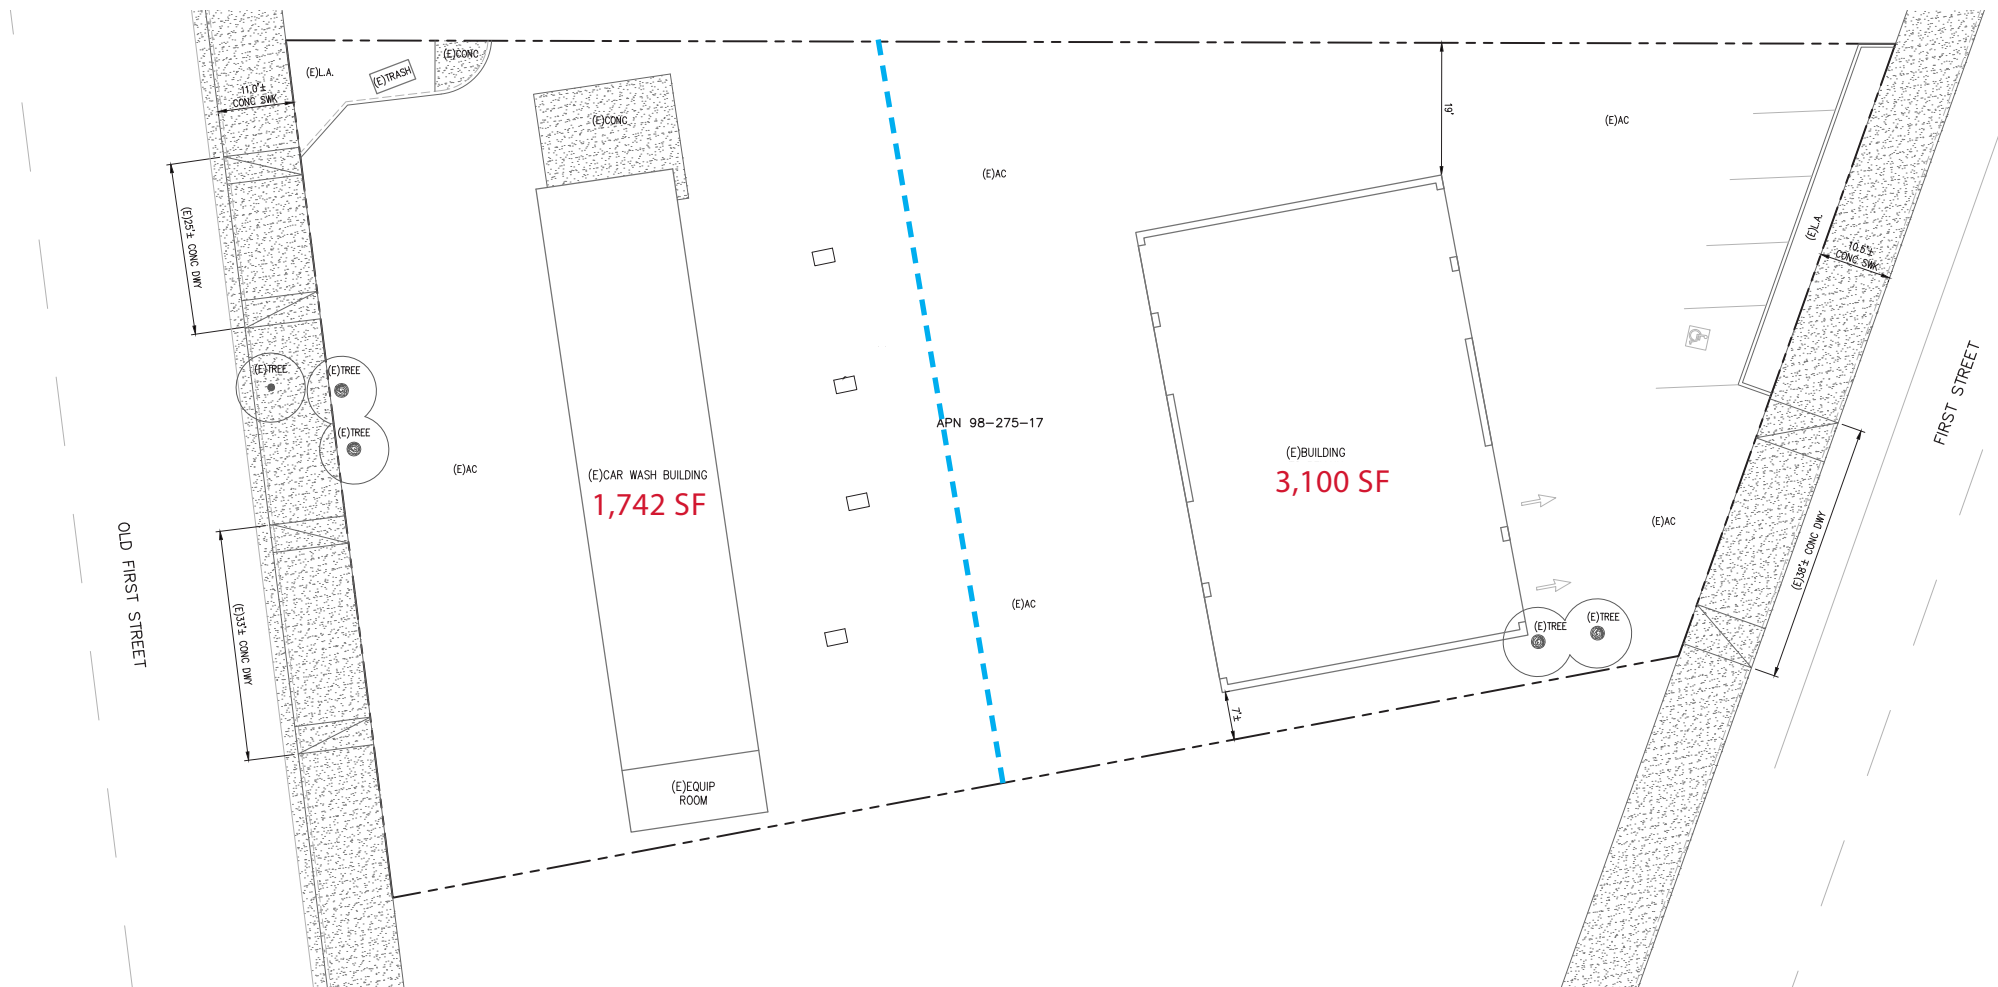 (E)CONC
(E)L.A.
(E)TRASH
11.0'±
CONC SWK
(E)CONC
19'
(E)AC
(E)AC
(E)25'± CONC DWY
(E)L.A.
10.5'±
CONC SWK
(E)TREE
(E)TREE
(E)TREE
APN 98-275-17
FIRST STREET
(E)AC
(E)CAR WASH BUILDING
1,742 SF
(E)BUILDING
3,100 SF
(E)AC
OLD FIRST STREET
(E)38'± CONC DWY
(E)33'± CONC DWY
(E)AC
(E)TREE
(E)TREE
7'±
(E)EQUIP
ROOM